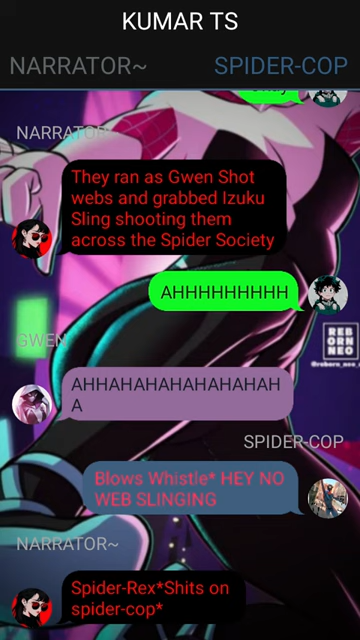 KUMAR TS
NARRATOR~ SPIDER-COP
NARRATOR~
They ran as Gwen Shot
webs and grabbed Izuku
Sling shooting them
across the Spider Society
AHHHHHHHHH
REB
ORN
NEO
GWEN
AHHAHAHAHAHAHAHAH
A
SPIDER-COP
Blows Whistle* HEY NO
WEB SLINGING
NARRATOR~
Spider-Rex*Shits on
spider-cop*